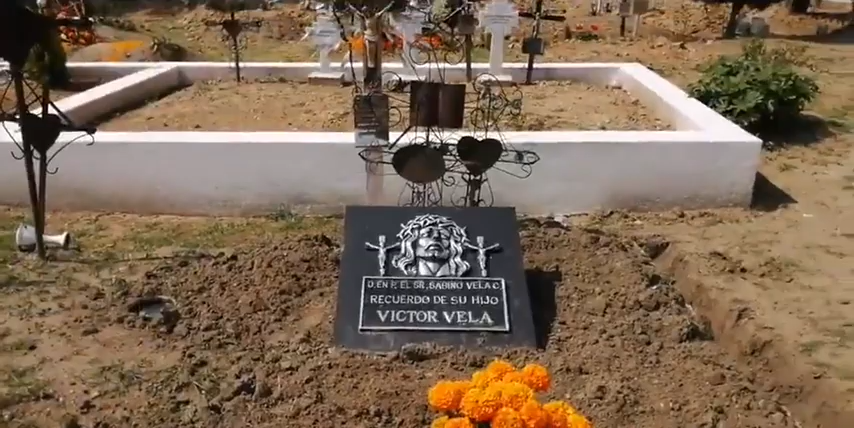 D.EN P. EL SR. SABINO VELA C
RECUERDO DE SU HIJO
VICTOR VELA